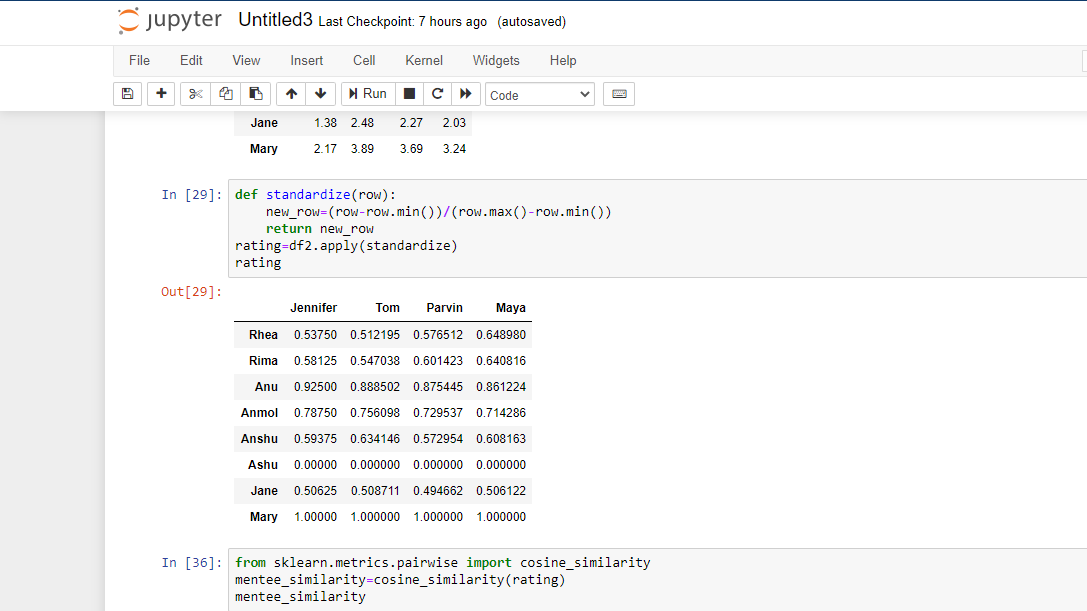 jupyter Untitled3 Last Checkpoint: 7 hours ago (autosaved)
File Edit View Insert Cell Kernel Widgets Help
Run Code
Jane 1.38 2.48 2.27 2.03
Mary 2.17 3.89 3.69 3.24
In [29]: def standardize(row):
new_row=(row-row.min())/(row.max()-row.min())
return new_row
rating=df2.apply(standardize)
rating
Out[29]:
Jennifer Tom Parvin Maya
Rhea 0.53750 0.512195 0.576512 0.648980
Rima 0.58125 0.547038 0.601423 0.640816
Anu 0.92500 0.888502 0.875445 0.861224
Anmol 0.78750 0.756098 0.729537 0.714286
Anshu 0.59375 0.634146 0.572954 0.608163
Ashu 0.00000 0.000000 0.000000 0.000000
Jane 0.50625 0.508711 0.494662 0.506122
Mary 1.00000 1.000000 1.000000 1.000000
In [36]: from sklearn.metrics.pairwise import cosine_similarity
mentee_similarity=cosine_similarity(rating)
mentee_similarity